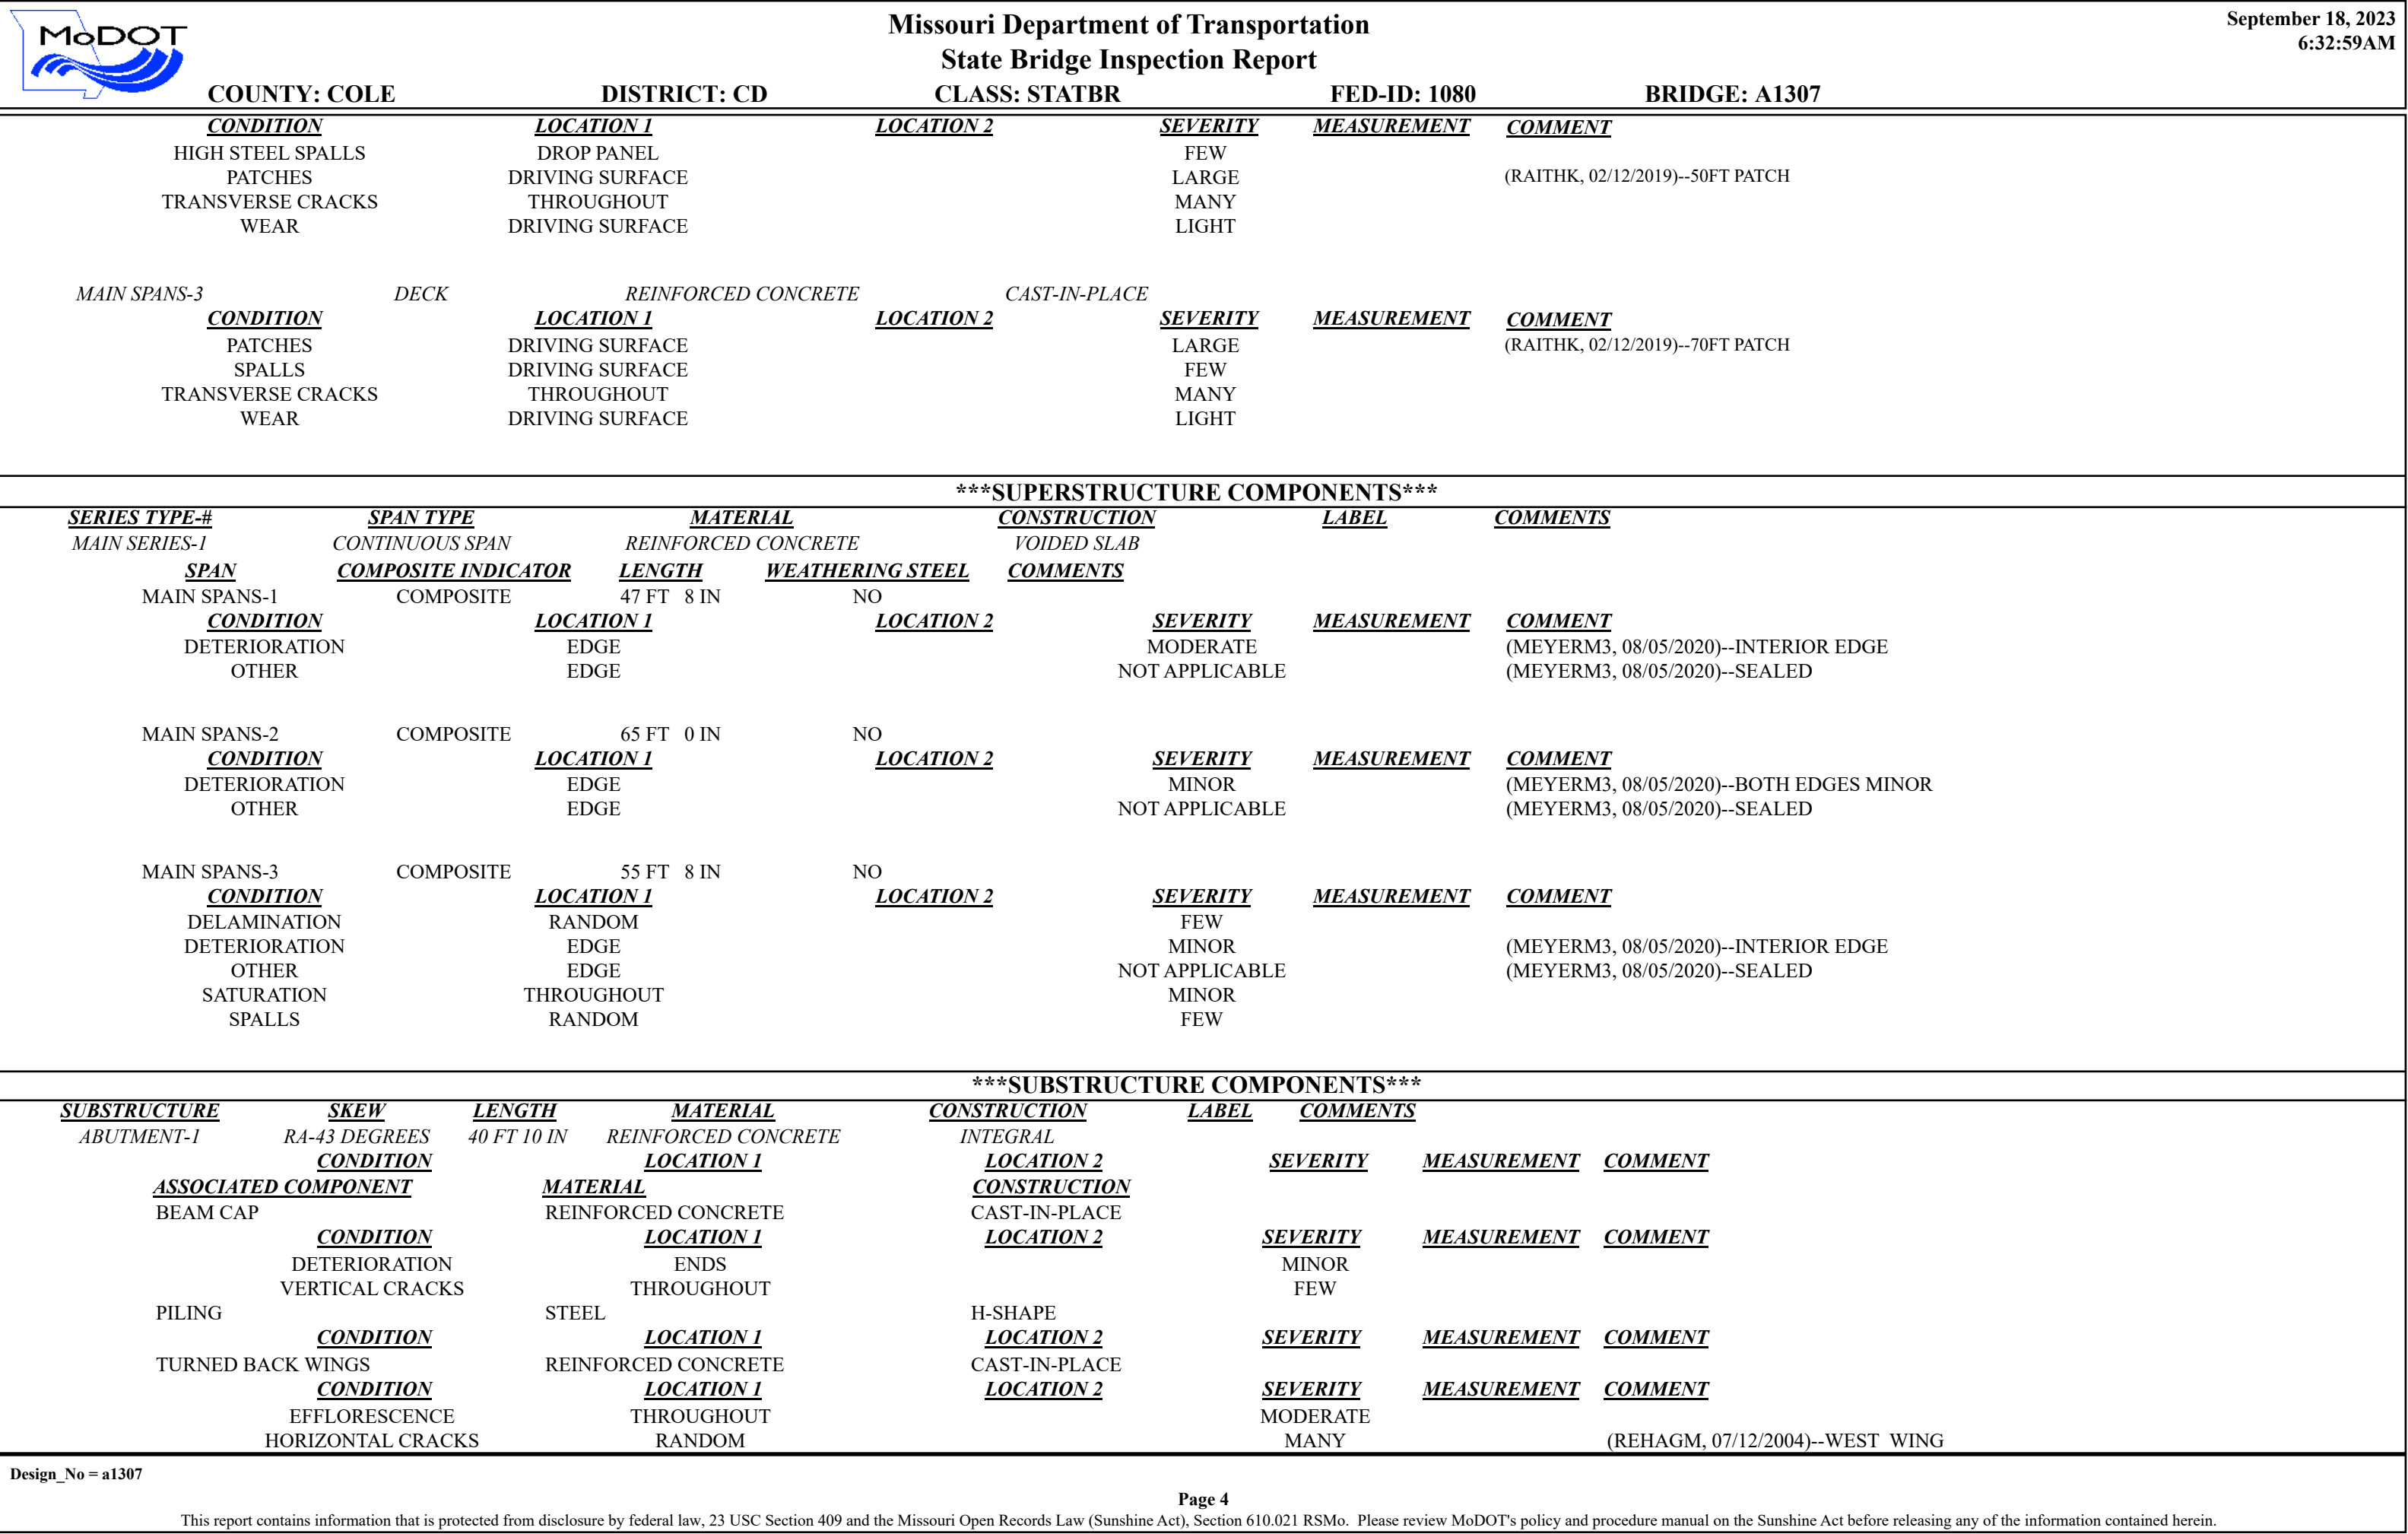 MoDOT
Missouri Department of Transportation
State Bridge Inspection Report
September 18, 2023
6:32:59AM
COUNTY: COLE DISTRICT: CD CLASS: STATBR FED-ID: 1080 BRIDGE: A1307
CONDITION LOCATION 1 LOCATION 2 SEVERITY MEASUREMENT COMMENT
HIGH STEEL SPALLS DROP PANEL FEW
PATCHES DRIVING SURFACE LARGE (RAITHK, 02/12/2019)--50FT PATCH
TRANSVERSE CRACKS THROUGHOUT MANY
WEAR DRIVING SURFACE LIGHT
MAIN SPANS-3 DECK REINFORCED CONCRETE CAST-IN-PLACE
CONDITION LOCATION 1 LOCATION 2 SEVERITY MEASUREMENT COMMENT
PATCHES DRIVING SURFACE LARGE (RAITHK, 02/12/2019)--70FT PATCH
SPALLS DRIVING SURFACE FEW
TRANSVERSE CRACKS THROUGHOUT MANY
WEAR DRIVING SURFACE LIGHT
***SUPERSTRUCTURE COMPONENTS***
SERIES TYPE-# SPAN TYPE MATERIAL CONSTRUCTION LABEL COMMENTS
MAIN SERIES-1 CONTINUOUS SPAN REINFORCED CONCRETE VOIDED SLAB
SPAN COMPOSITE INDICATOR LENGTH WEATHERING STEEL COMMENTS
MAIN SPANS-1 COMPOSITE 47 FT 8 IN NO
CONDITION LOCATION 1 LOCATION 2 SEVERITY MEASUREMENT COMMENT
DETERIORATION EDGE MODERATE (MEYERM3, 08/05/2020)--INTERIOR EDGE
OTHER EDGE NOT APPLICABLE (MEYERM3, 08/05/2020)--SEALED
MAIN SPANS-2 COMPOSITE 65 FT 0 IN NO
CONDITION LOCATION 1 LOCATION 2 SEVERITY MEASUREMENT COMMENT
DETERIORATION EDGE MINOR (MEYERM3, 08/05/2020)--BOTH EDGES MINOR
OTHER EDGE NOT APPLICABLE (MEYERM3, 08/05/2020)--SEALED
MAIN SPANS-3 COMPOSITE 55 FT 8 IN NO
CONDITION LOCATION 1 LOCATION 2 SEVERITY MEASUREMENT COMMENT
DELAMINATION RANDOM FEW
DETERIORATION EDGE MINOR (MEYERM3, 08/05/2020)--INTERIOR EDGE
OTHER EDGE NOT APPLICABLE (MEYERM3, 08/05/2020)--SEALED
SATURATION THROUGHOUT MINOR
SPALLS RANDOM FEW
***SUBSTRUCTURE COMPONENTS***
SUBSTRUCTURE SKEW LENGTH MATERIAL CONSTRUCTION LABEL COMMENTS
ABUTMENT-1 RA-43 DEGREES 40 FT 10 IN REINFORCED CONCRETE INTEGRAL
CONDITION LOCATION 1 LOCATION 2 SEVERITY MEASUREMENT COMMENT
ASSOCIATED COMPONENT MATERIAL CONSTRUCTION
BEAM CAP REINFORCED CONCRETE CAST-IN-PLACE
CONDITION LOCATION 1 LOCATION 2 SEVERITY MEASUREMENT COMMENT
DETERIORATION ENDS MINOR
VERTICAL CRACKS THROUGHOUT FEW
PILING STEEL H-SHAPE
CONDITION LOCATION 1 LOCATION 2 SEVERITY MEASUREMENT COMMENT
TURNED BACK WINGS REINFORCED CONCRETE CAST-IN-PLACE
CONDITION LOCATION 1 LOCATION 2 SEVERITY MEASUREMENT COMMENT
EFFLORESCENCE THROUGHOUT MODERATE
HORIZONTAL CRACKS RANDOM MANY (REHAGM, 07/12/2004)--WEST WING
Design_No = a1307
Page 4
This report contains information that is protected from disclosure by federal law, 23 USC Section 409 and the Missouri Open Records Law (Sunshine Act), Section 610.021 RSMo. Please review MoDOT's policy and procedure manual on the Sunshine Act before releasing any of the information contained herein.